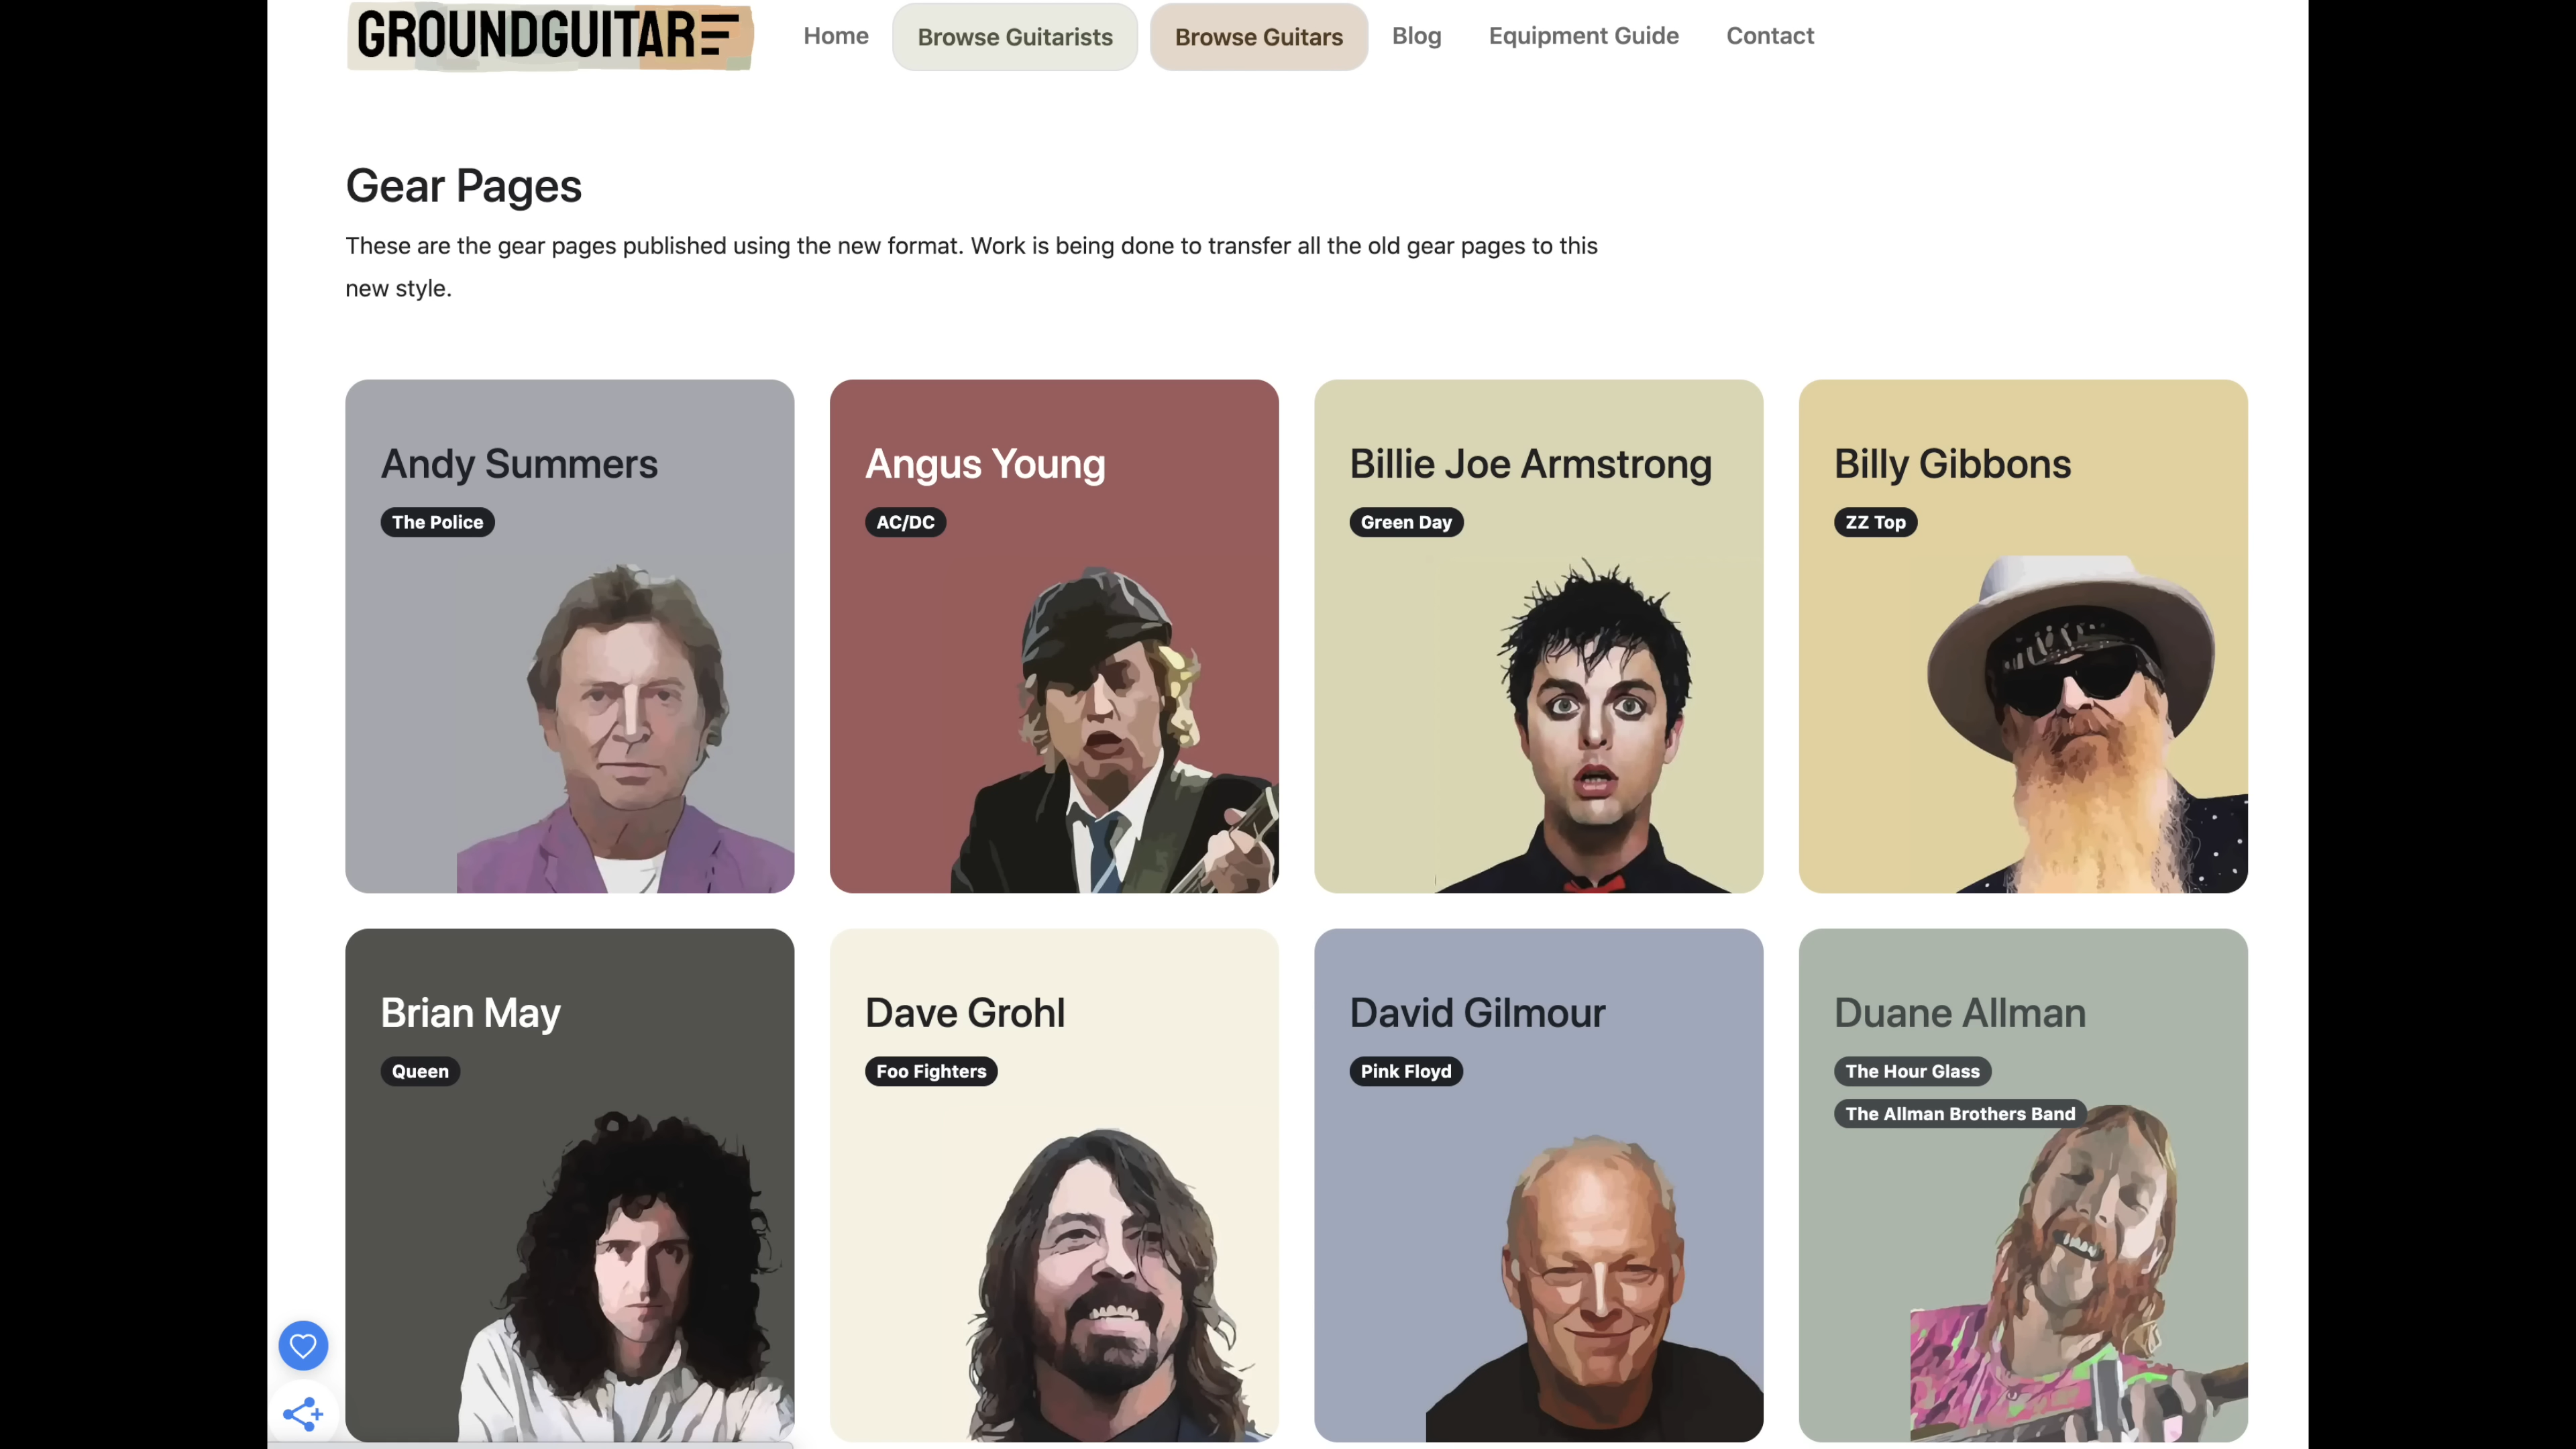 GROUNDGUITAR
Home
Browse Guitarists
Browse Guitars
Blog
Equipment Guide
Contact
Gear Pages
These are the gear pages published using the new format. Work is being done to transfer all the old gear pages to this
new style.
Andy Summers
The Police
Angus Young
AC/DC
Billie Joe Armstrong
Green Day
Billy Gibbons
ZZ Top
Brian May
Queen
Dave Grohl
Foo Fighters
David Gilmour
Pink Floyd
Duane Allman
The Hour Glass
The Allman Brothers Band